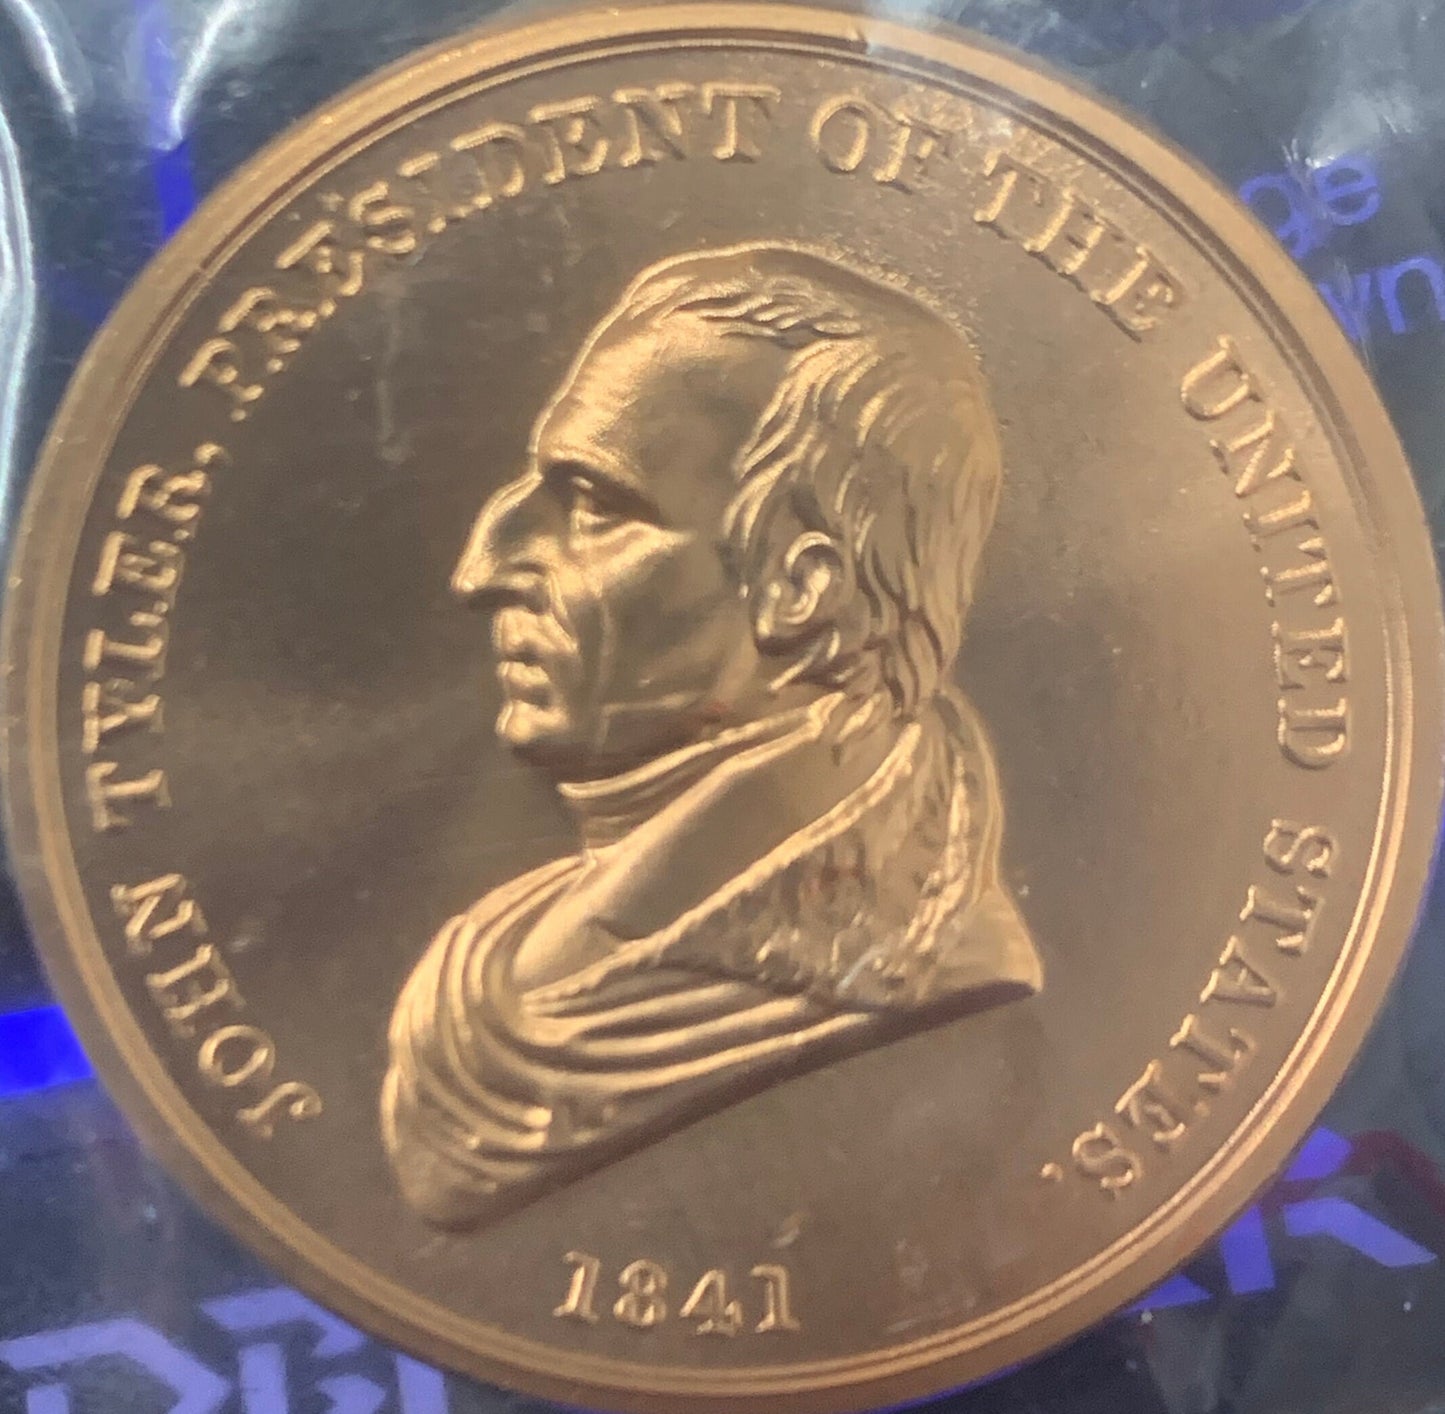 JOHN TYLER, PRESIDENT OF THE UNITED STATES.
1841